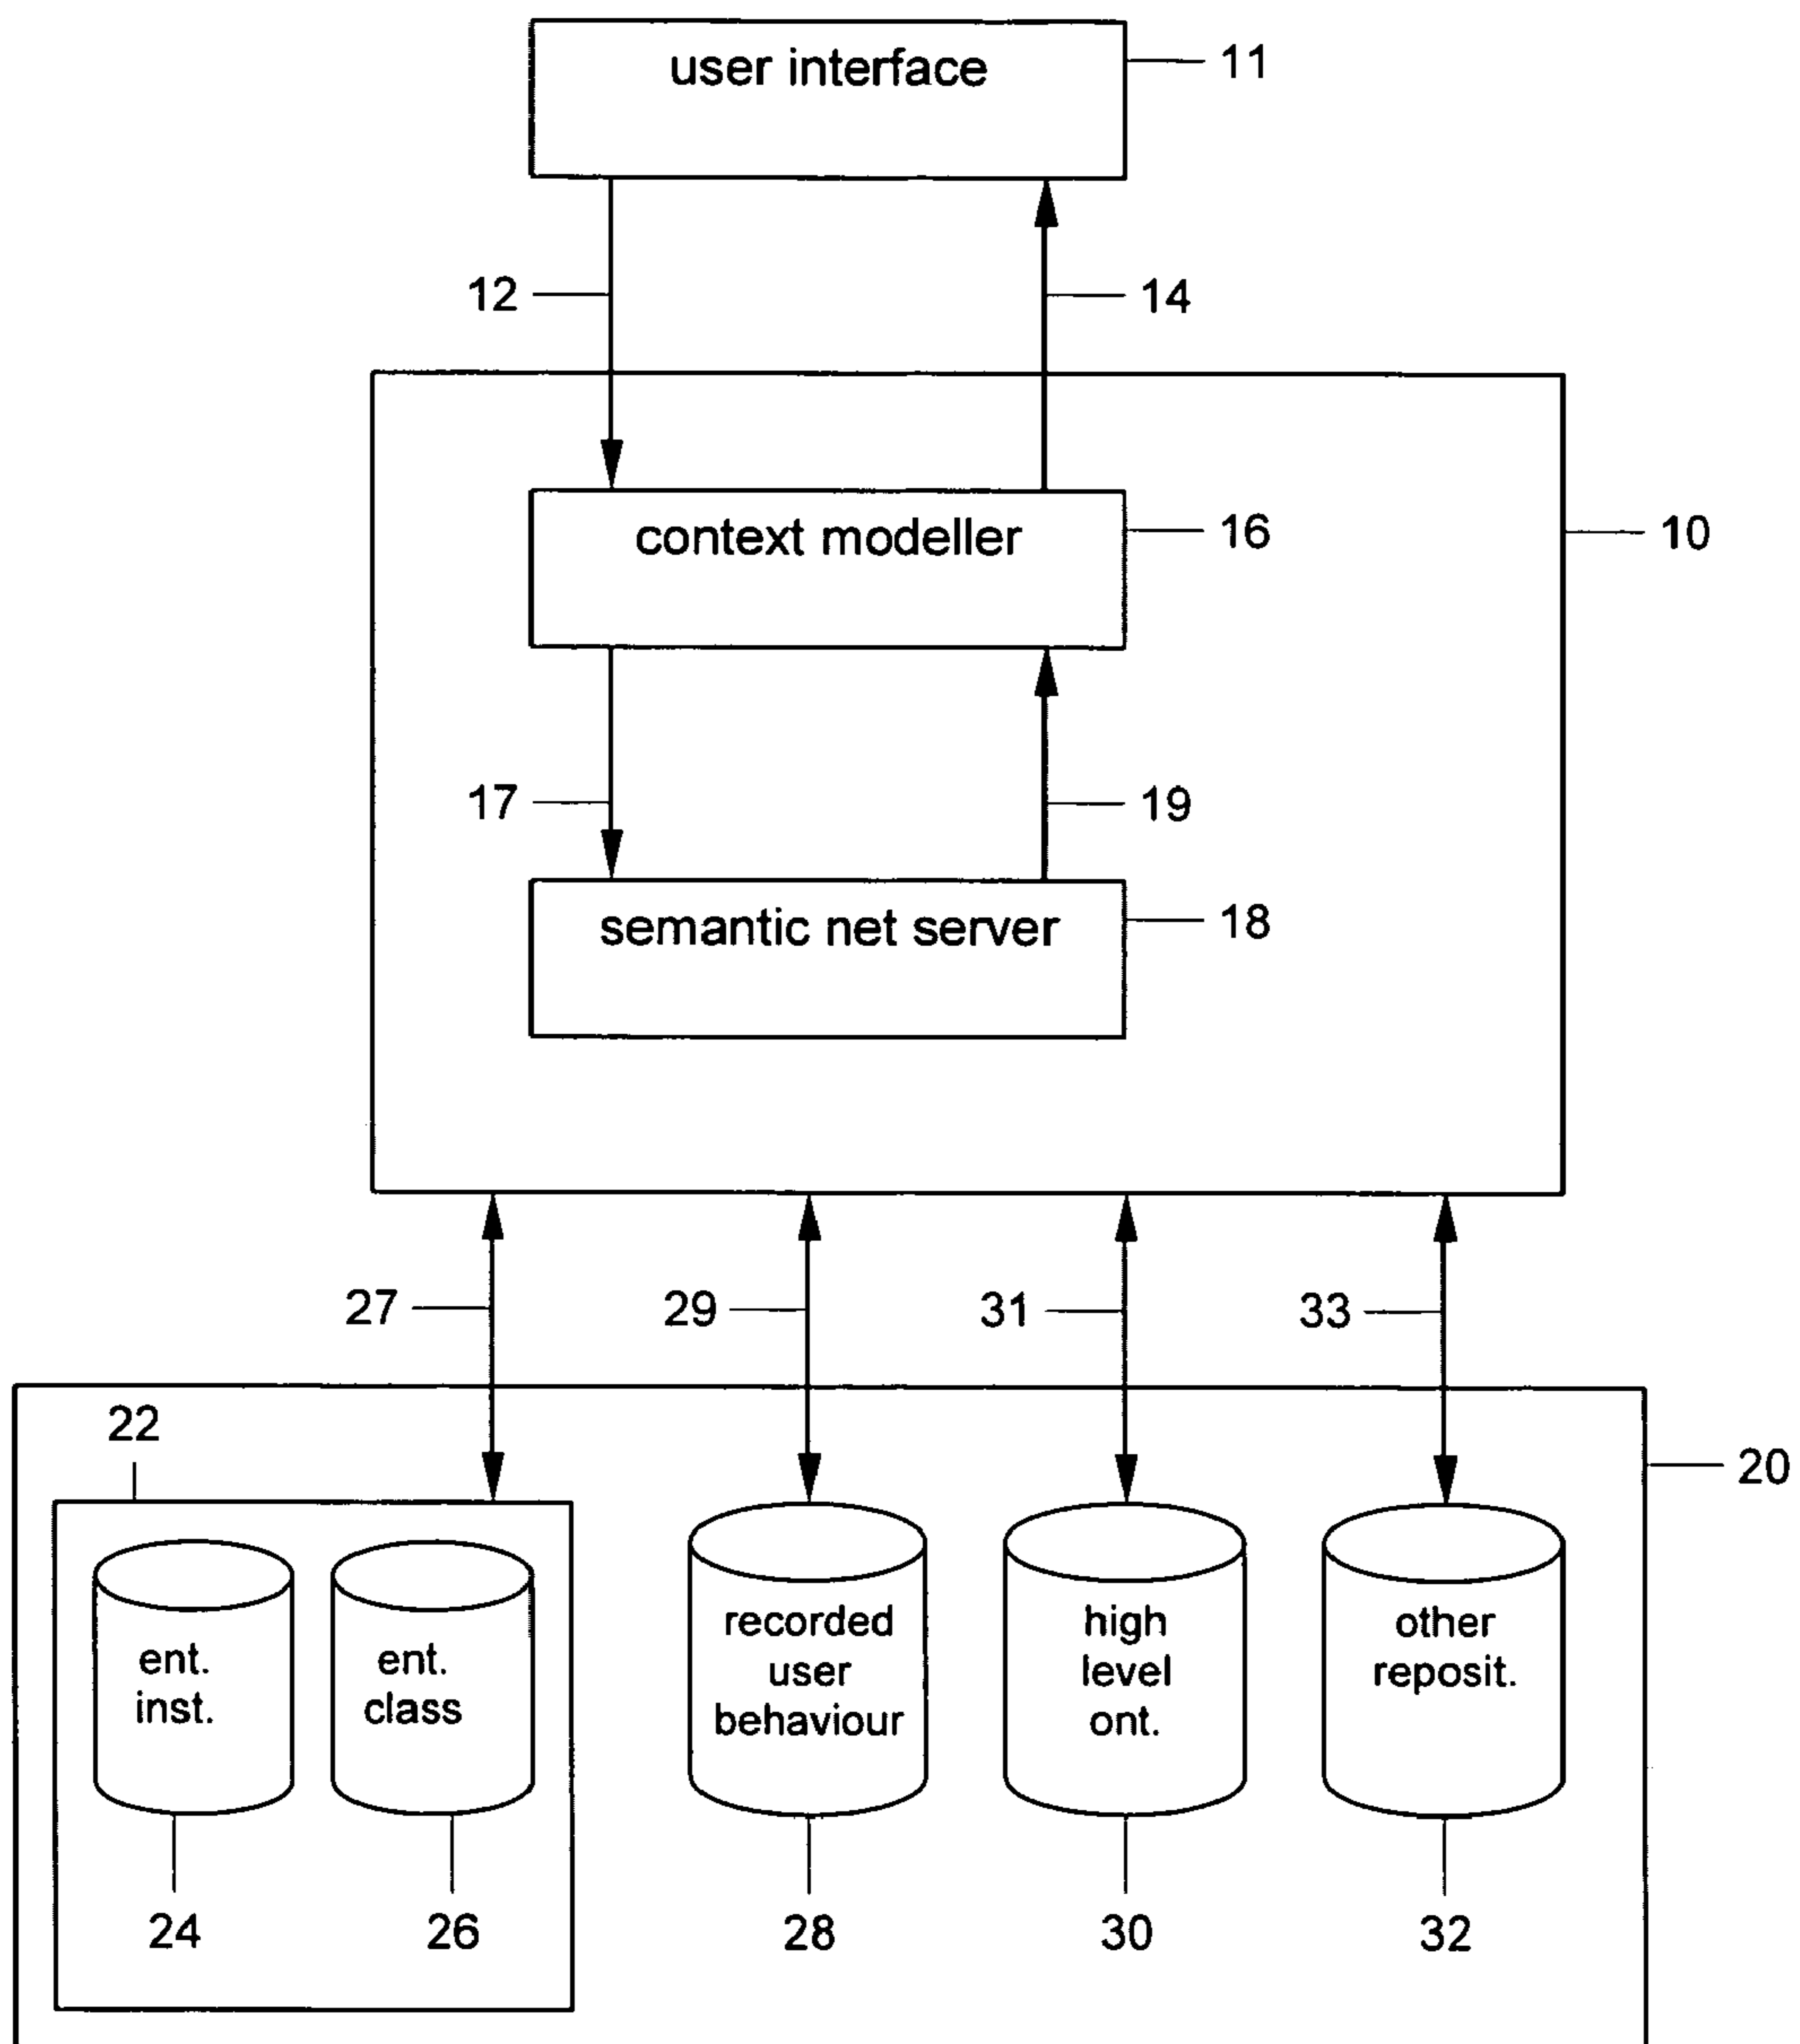 user interface
11
12
14
context modeller
16
10
17
19
semantic net server
18
27
29
31
33
22
20
ent.
inst.
ent.
class
recorded
user
behaviour
high
level
ont.
other
reposit.
24
26
28
30
32